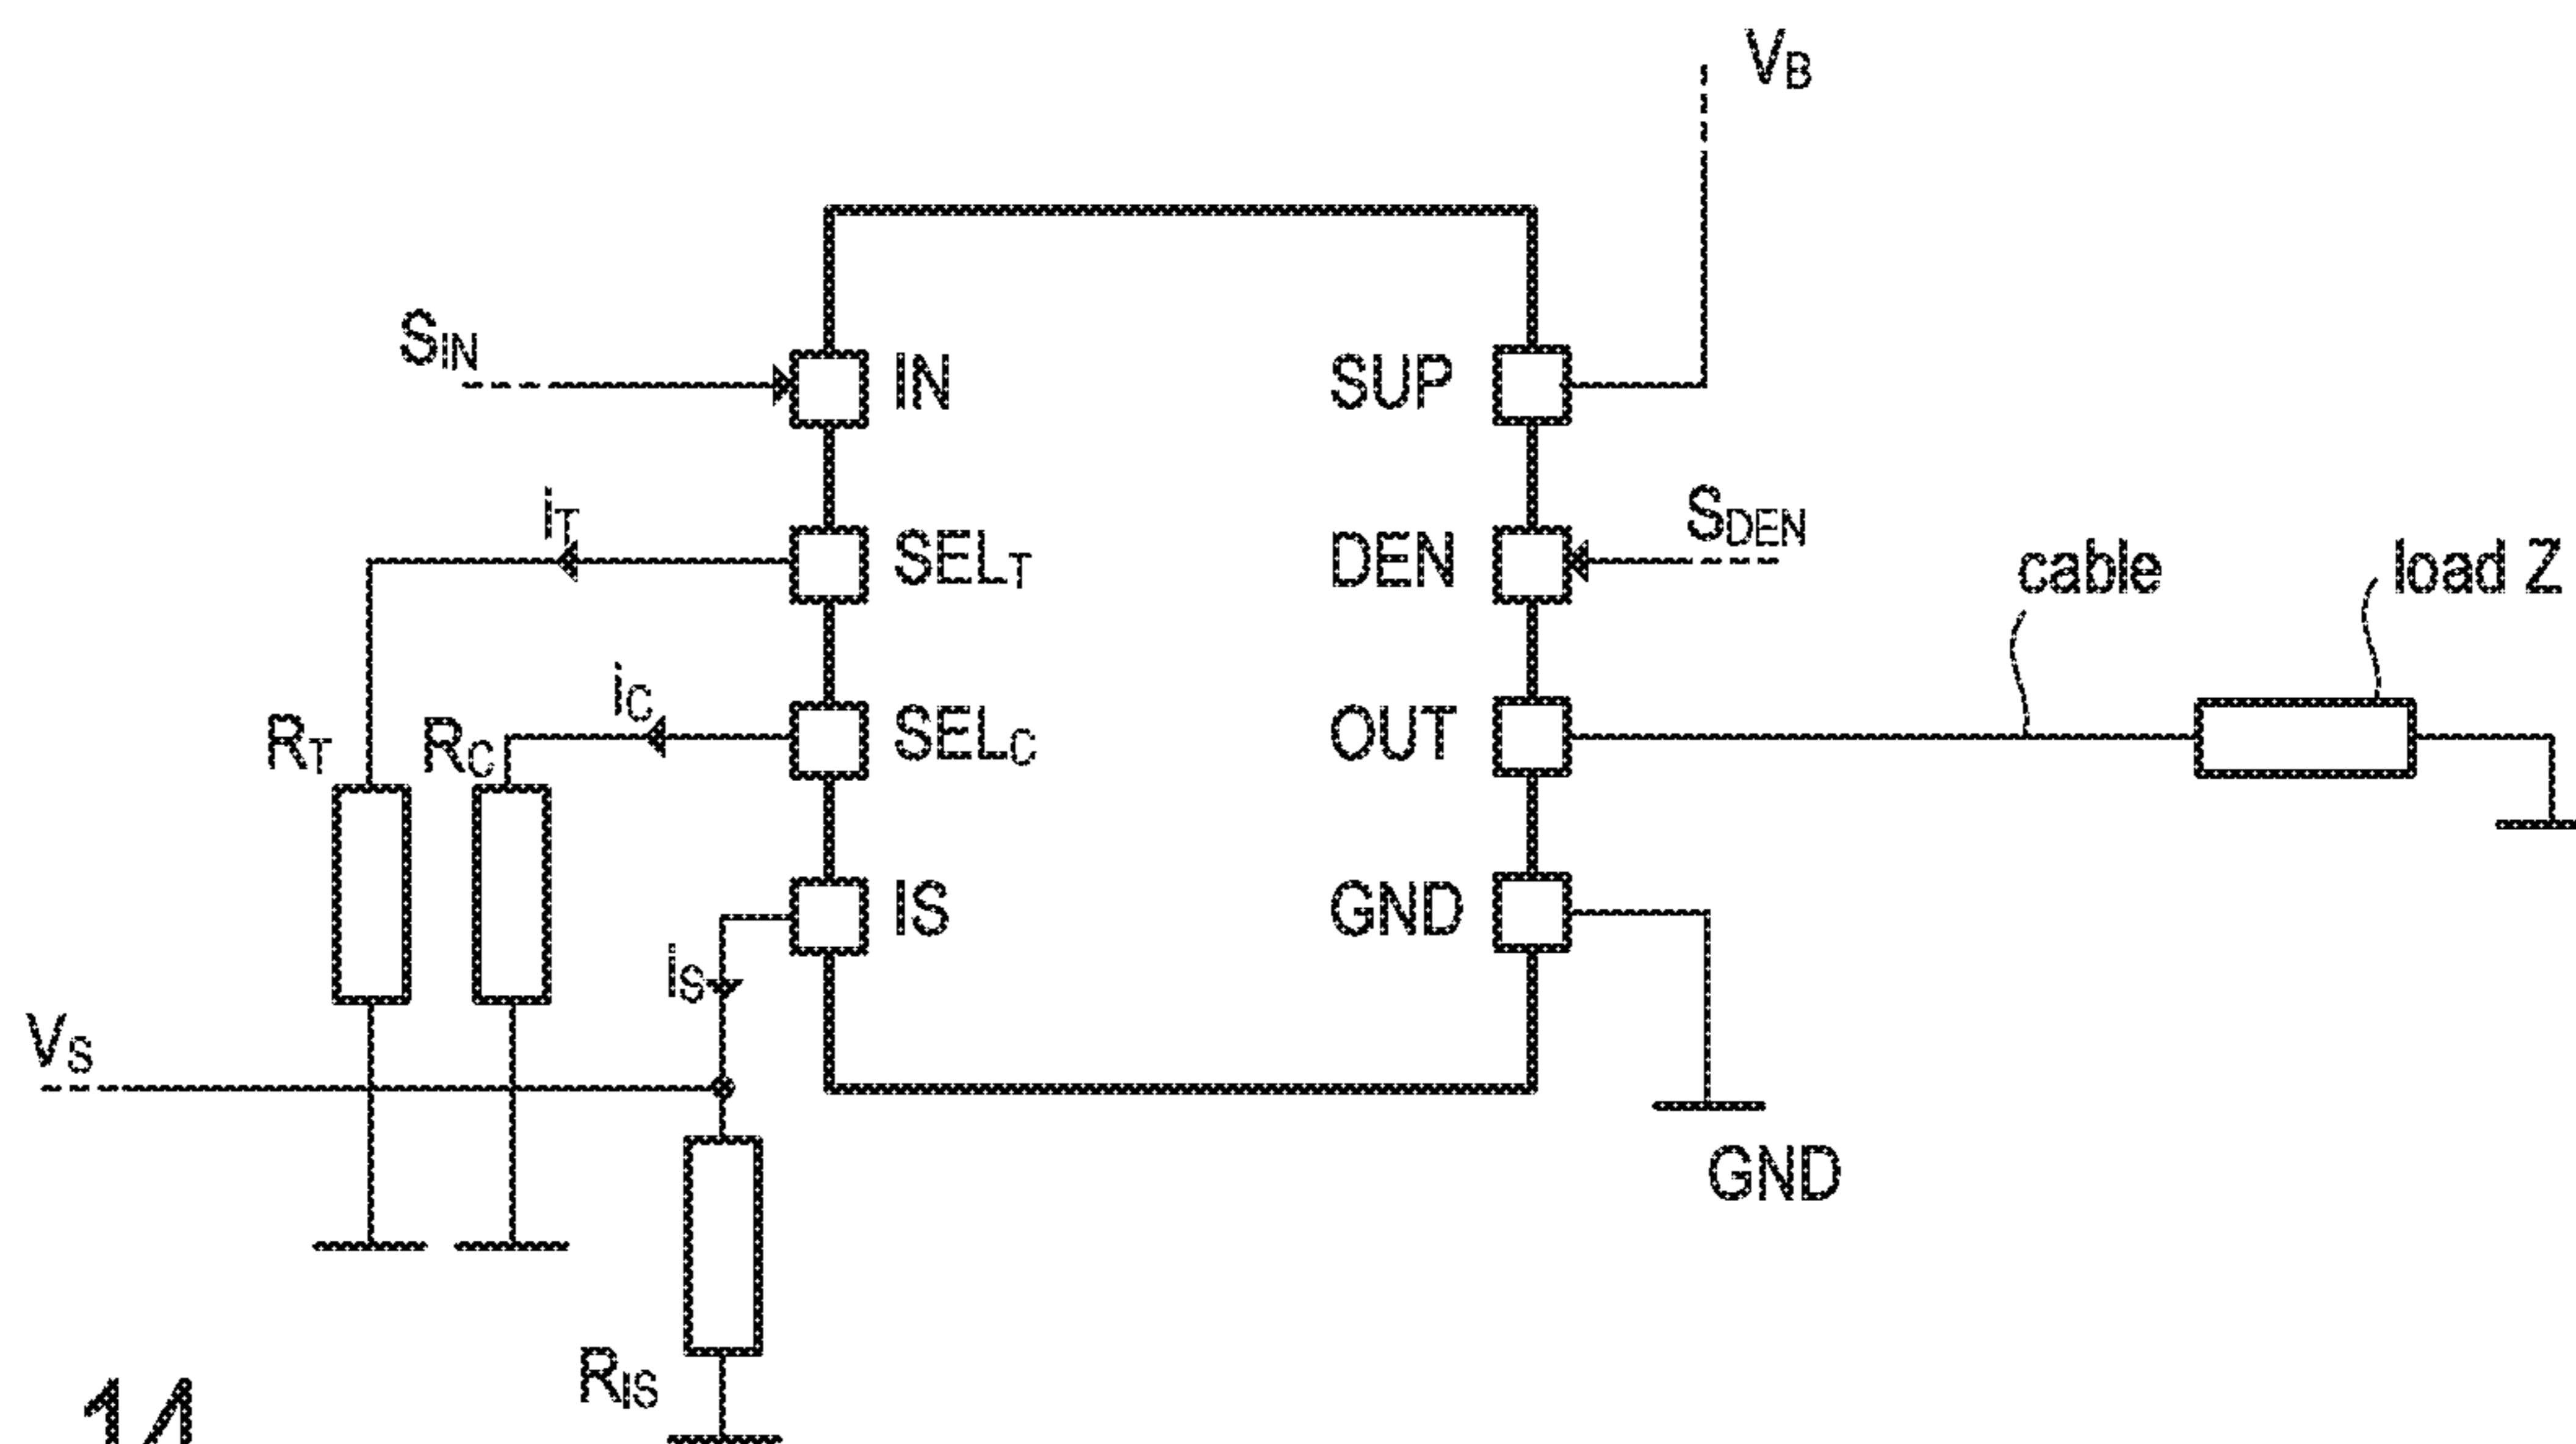 VB
SIN
IN
SUP
iT
SELT
DEN
SDEN
cable
load Z
RT
RC
iC
SELC
OUT
iS
IS
GND
VS
GND
RIS
14